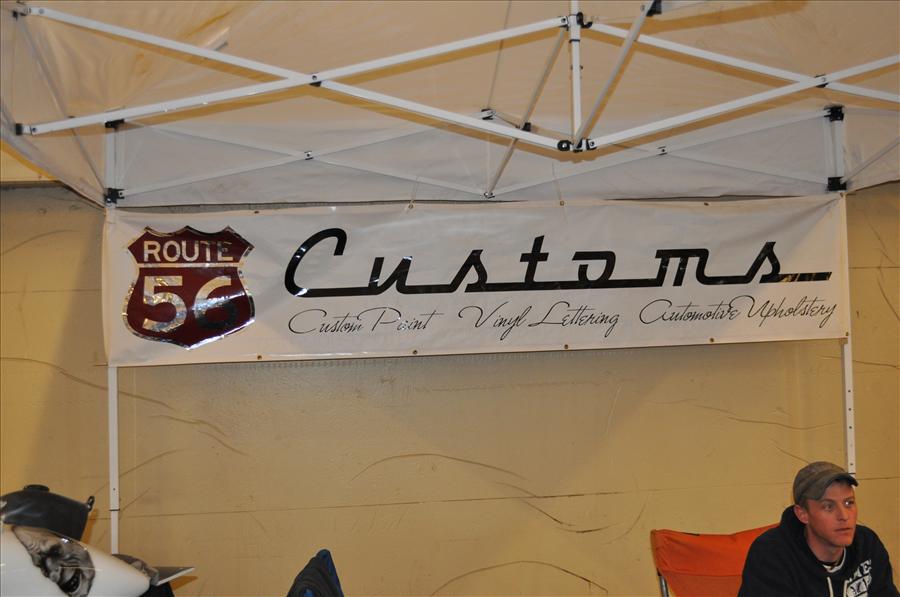 ROUTE
56
Customs
Custom Paint Vinyl Lettering Automotive Upholstery